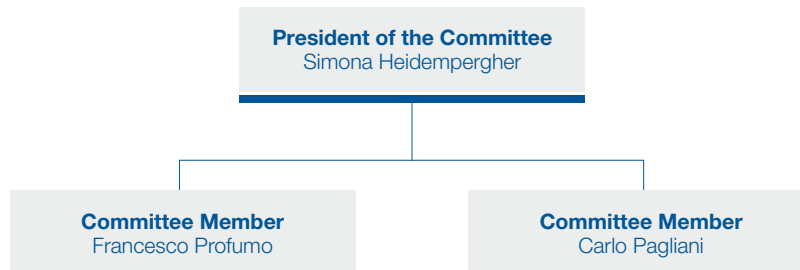 President of the Committee
Simona Heidempergher
Committee Member
Francesco Profumo
Committee Member
Carlo Pagliani